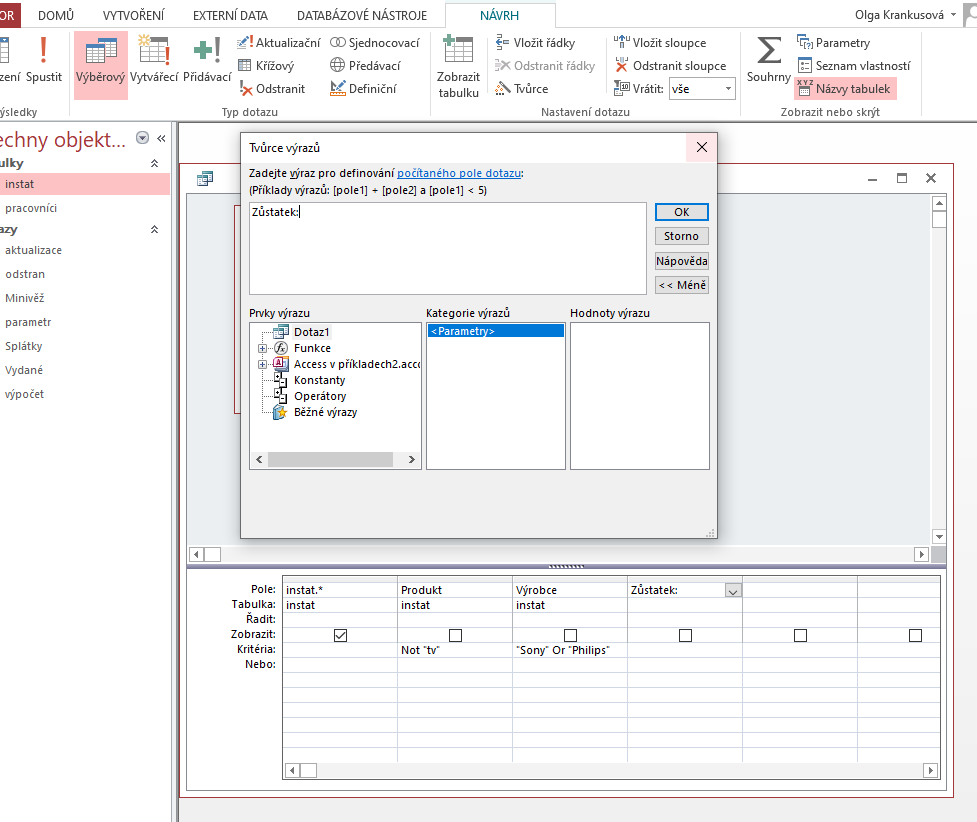 OR DOMŮ VYTVOŘENÍ EXTERNÍ DATA DATABÁZOVÉ NÁSTROJE NÁVRH Olga Krankusová
zení Spustit Výběrový Vytvářecí Přidávací
Aktualizační Sjednocovací
Křížový Předávací
Odstranit Definiční
Zobrazit tabulku
Vložit řádky Vložit sloupce
Odstranit řádky Odstranit sloupce
Tvůrce Vrátit: vše
Souhrny
Parametry
Seznam vlastností
Názvy tabulek
ýsledky Typ dotazu Nastavení dotazu Zobrazit nebo skrýt
echny objekt... «
ulky
instat
pracovníci
azy
aktualizace
odstran
Minivěž
parametr
Splátky
Vydané
výpočet
Tvůrce výrazů
Zadejte výraz pro definování počítaného pole dotazu:
(Příklady výrazů: [pole1] + [pole2] a [pole1] < 5)
Zůstatek:
OK
Storno
Nápověda
<< Méně
Prvky výrazu Kategorie výrazů Hodnoty výrazu
Dotaz1 <Parametry>
Funkce
Access v příkladech2.acco
Konstanty
Operátory
Běžné výrazy
Pole: instat.* Produkt Výrobce Zůstatek:
Tabulka: instat instat instat
Řadit:
Zobrazit:
Kritéria: Not "tv" "Sony" Or "Philips"
Nebo: